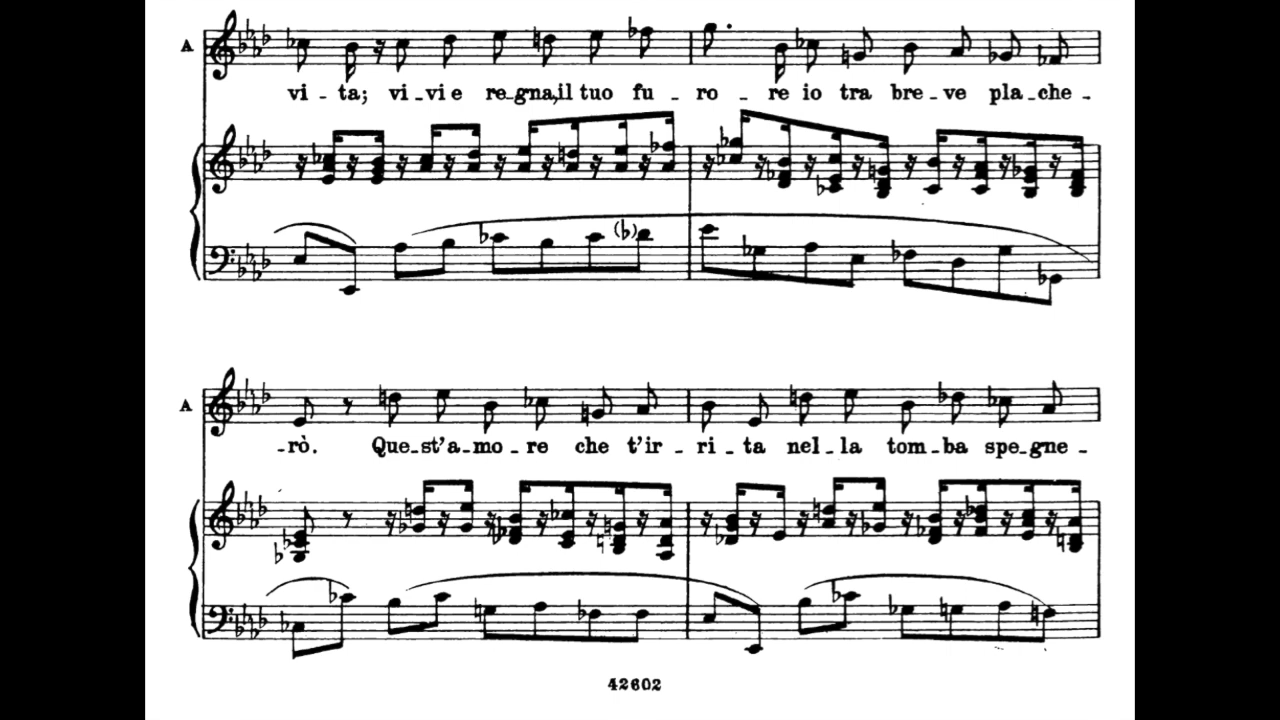 A
vi - ta; vi - vi e re - gna, il tuo fu - ro - re io tra bre - ve pla - che -
A
- rò. Que - st'a - mo - re che t'ir - ri - ta nel - la tom - ba spe - gne -
42602